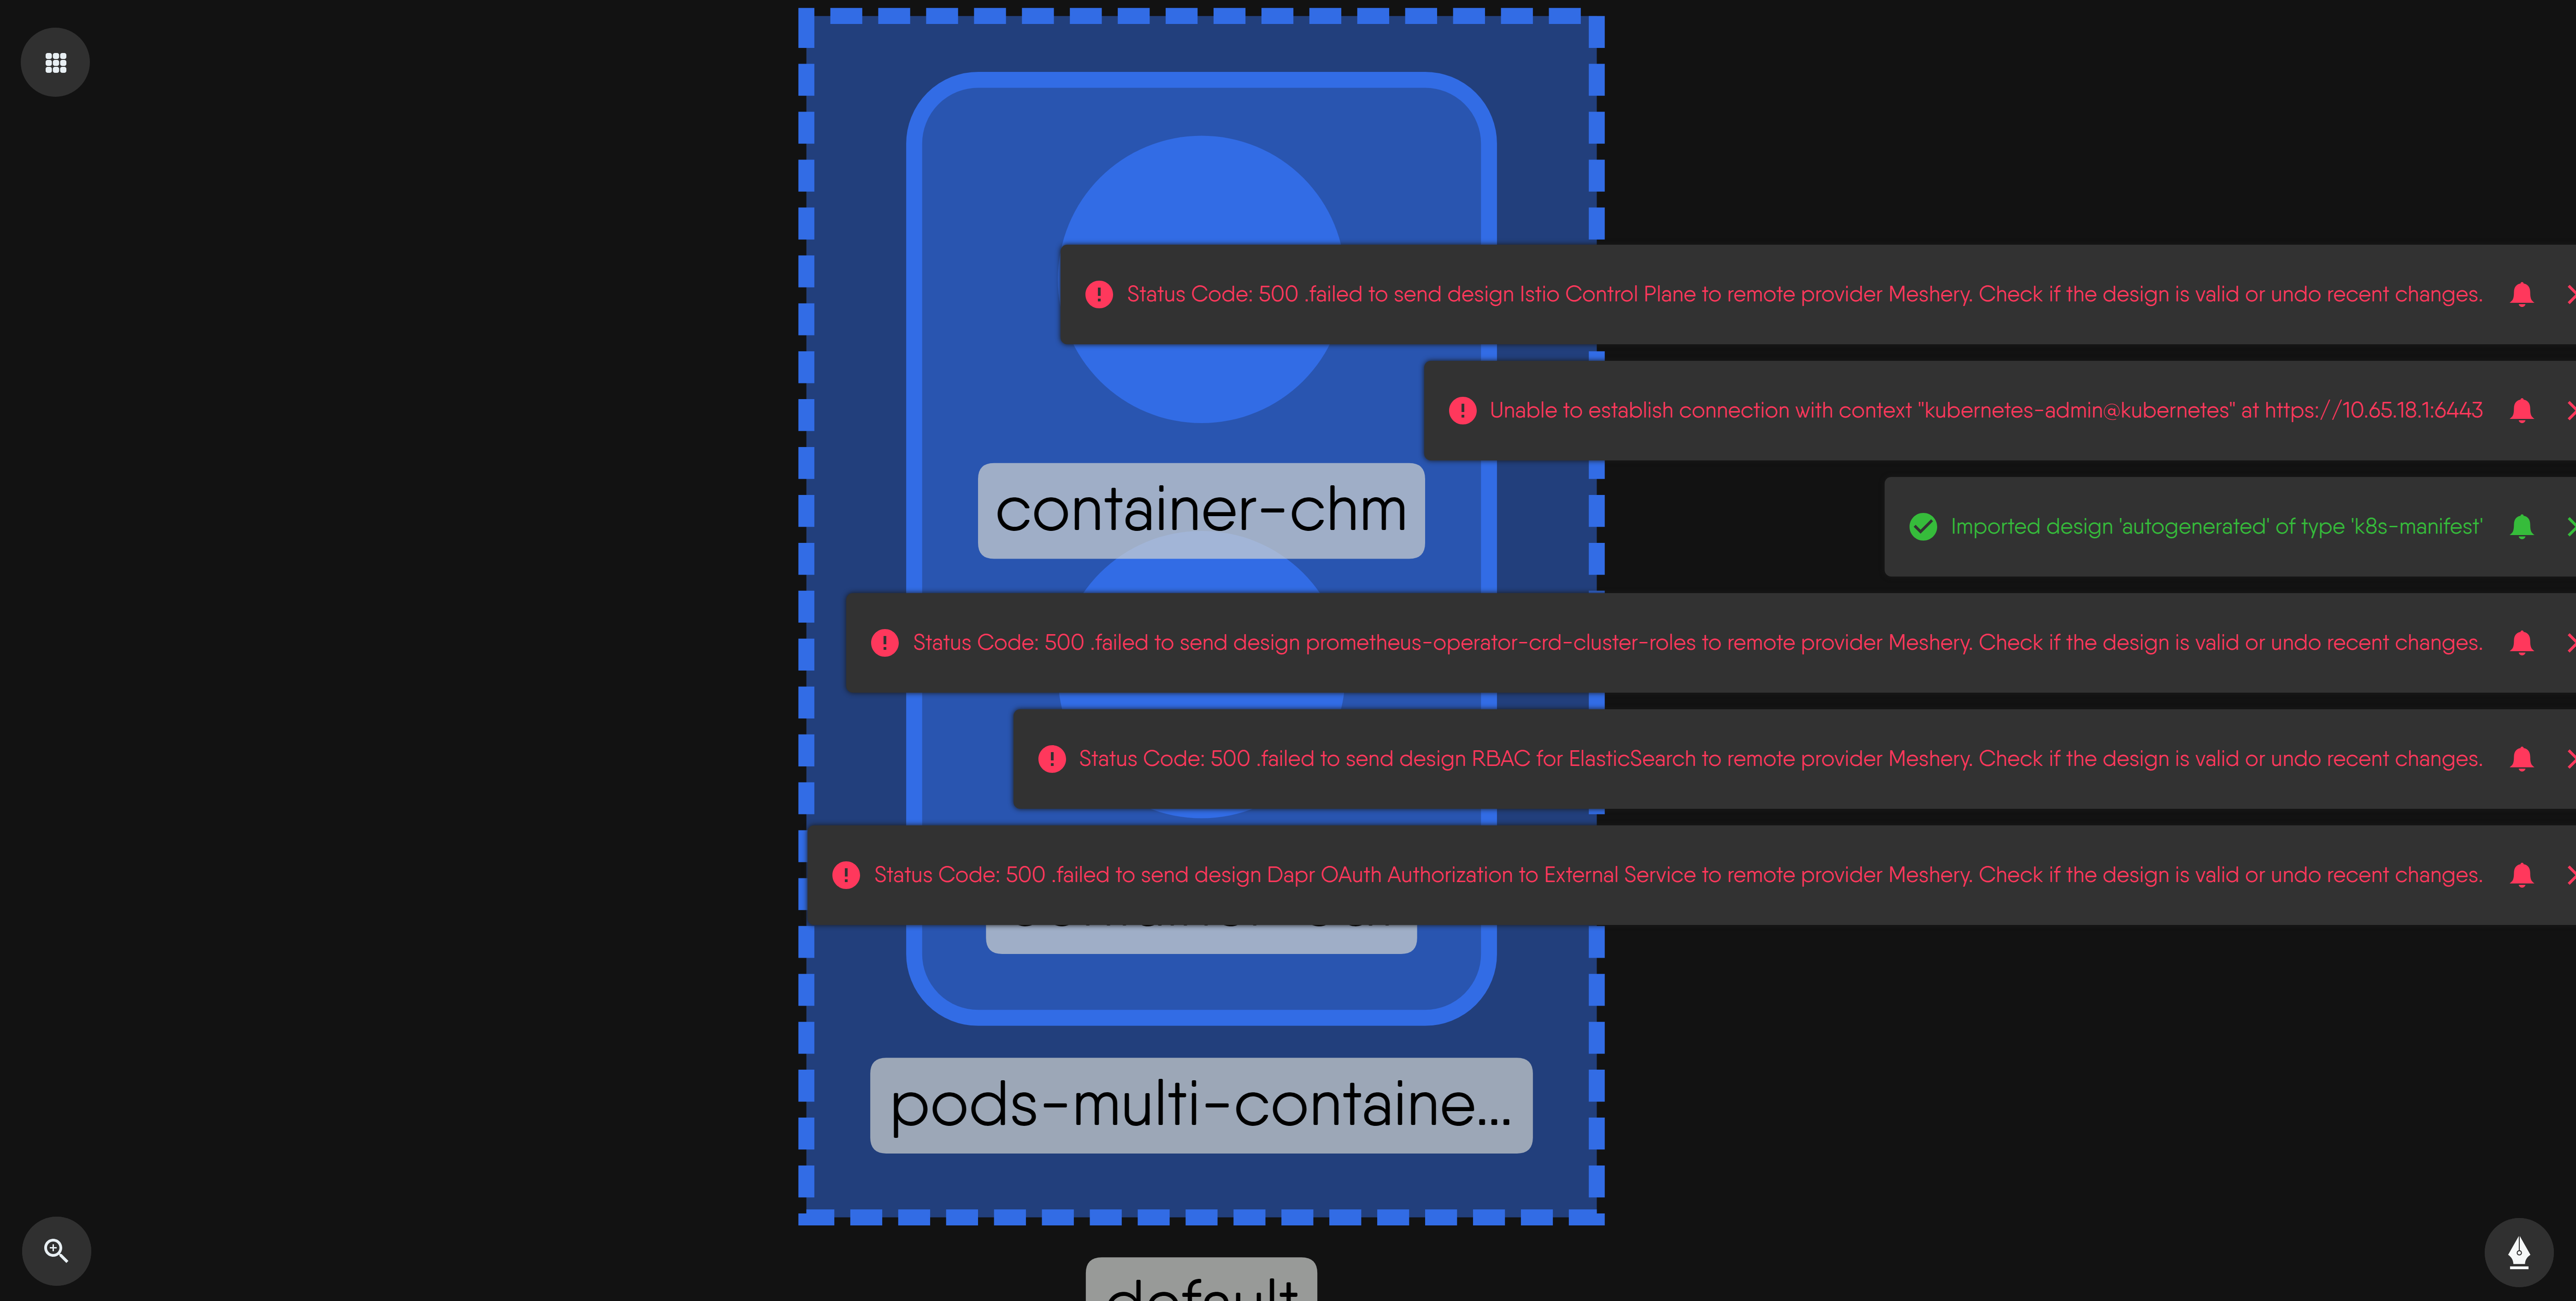 Status Code: 500 .failed to send design Istio Control Plane to remote provider Meshery. Check if the design is valid or undo recent changes.
Unable to establish connection with context "kubernetes-admin@kubernetes" at https://10.65.18.1:6443
container-chm
Imported design 'autogenerated' of type 'k8s-manifest'
Status Code: 500 .failed to send design prometheus-operator-crd-cluster-roles to remote provider Meshery. Check if the design is valid or undo recent changes.
Status Code: 500 .failed to send design RBAC for ElasticSearch to remote provider Meshery. Check if the design is valid or undo recent changes.
Status Code: 500 .failed to send design Dapr OAuth Authorization to External Service to remote provider Meshery. Check if the design is valid or undo recent changes.
pods-multi-containe...
default